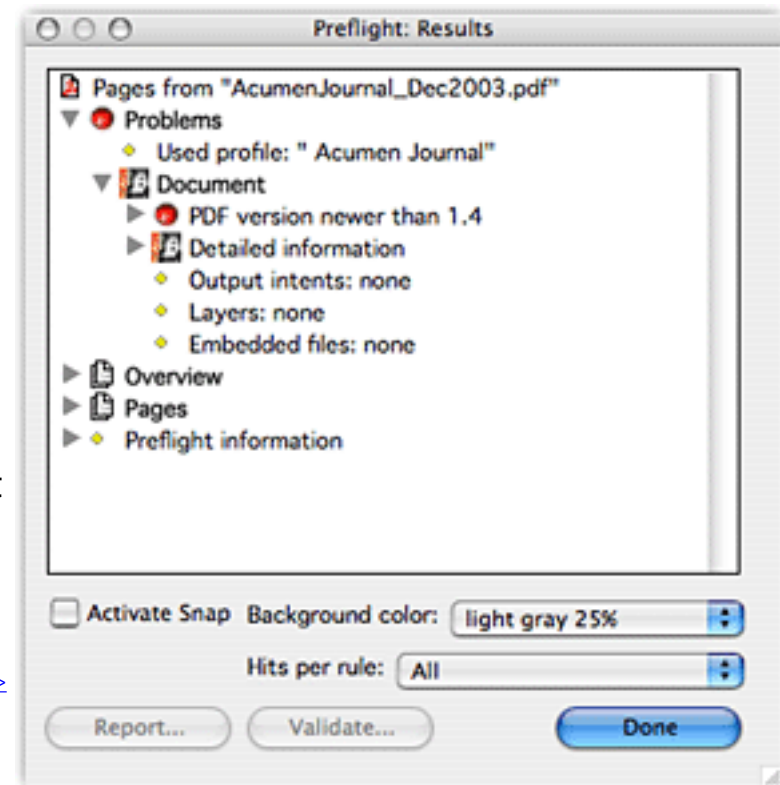 Preflight: Results
Pages from "AcumenJournal_Dec2003.pdf"
Problems
Used profile: " Acumen Journal"
Document
PDF version newer than 1.4
Detailed information
Output intents: none
Layers: none
Embedded files: none
Overview
Pages
Preflight information
Activate Snap Background color: light gray 25%
Hits per rule: All
>
Report... Validate... Done